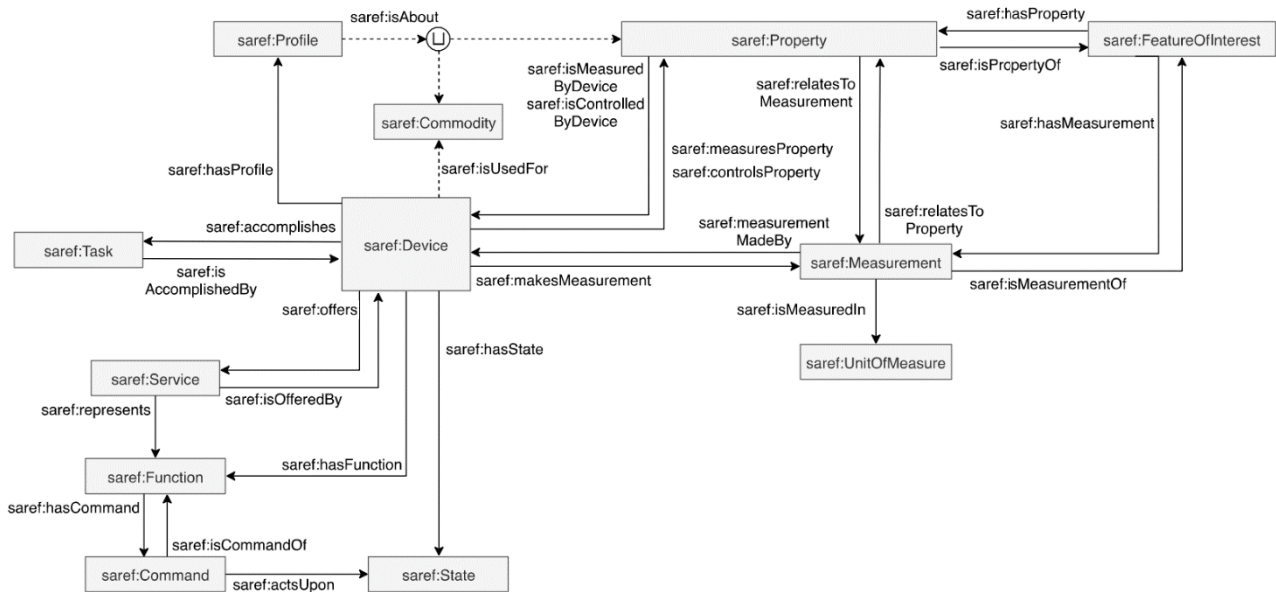 saref:isAbout
saref:hasProperty
saref:Profile
saref:Property
saref:FeatureOfInterest
saref:isPropertyOf
saref:isMeasured
ByDevice
saref:isControlled
ByDevice
saref:relatesTo
Measurement
saref:Commodity
saref:hasMeasurement
saref:measuresProperty
saref:controlsProperty
saref:hasProfile
saref:isUsedFor
saref:accomplishes
saref:Device
saref:measurement
MadeBy
saref:relatesTo
Property
saref:Task
saref:is
AccomplishedBy
saref:Measurement
saref:makesMeasurement
saref:isMeasurementOf
saref:offers
saref:isMeasuredIn
saref:hasState
saref:UnitOfMeasure
saref:Service
saref:isOfferedBy
saref:represents
saref:hasFunction
saref:Function
saref:hasCommand
saref:isCommandOf
saref:Command
saref:actsUpon
saref:State